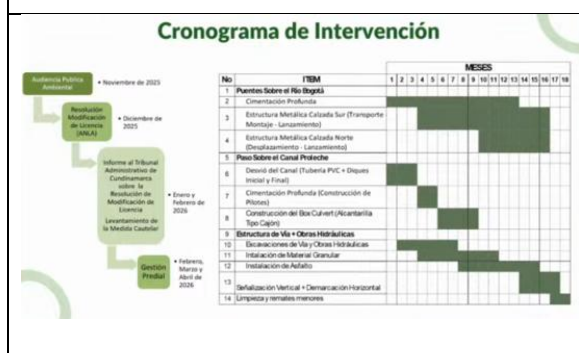 Cronograma de Intervención
Audiencia Publica
Ambiental
• Noviembre de 2025
Resolución
Modificación
de Licencia
(ANLA)
• Diciembre de
2025
Informe al Tribunal
Administrativo de
Cundinamarca
sobre la
Resolución de
Modificación de
Licencia
Levantamiento de
la Medida Cautelar
• Enero y
Febrero de
2026
Gestión
Predial
• Febrero,
Marzo y
Abril de
2026
MESES
No ITEM 1 2 3 4 5 6 7 8 9 10 11 12 13 14 15 16 17 18
1 Puentes Sobre el Río Bogotá
2 Cimentación Profunda
3 Estructura Metálica Calzada Sur (Transporte
Montaje - Lanzamiento)
4 Estructura Metálica Calzada Norte
(Desplazamiento - Lanzamiento)
5 Paso Sobre el Canal Proleche
6 Desvió del Canal (Tuberia PVC + Diques
Inicial y Final)
7 Cimentación Profunda (Construcción de
Pilotes)
8 Construcción del Box Culvert (Alcantarilla
Tipo Cajón)
9 Estructura de Vía + Obras Hidráulicas
10 Excavaciones de Vía y Obras Hidráulicas
11 Intalación de Material Granular
12 Instalación de Asfalto
13 Señalización Vertical + Demarcación Horizontal
14 Limpieza y remates menores